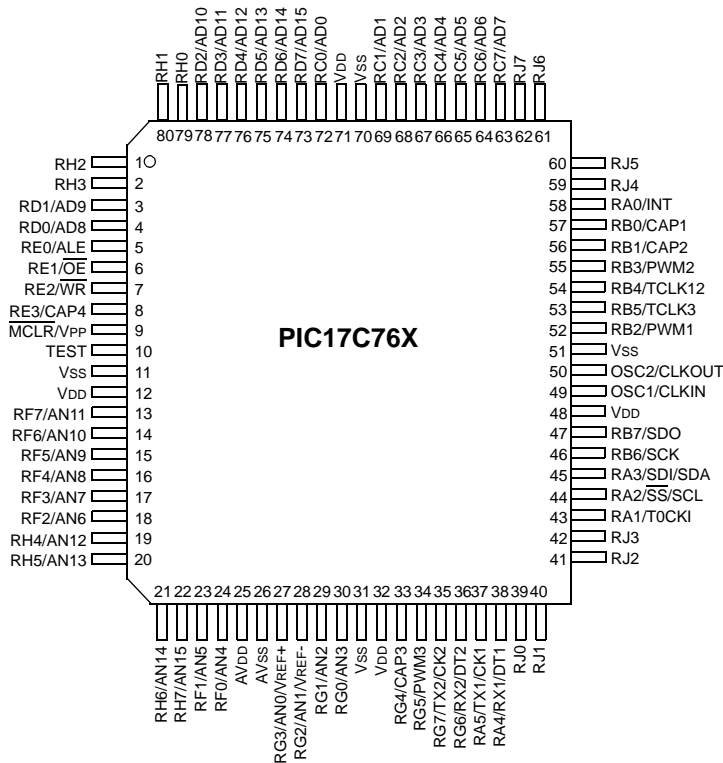 RH1
RH0
RD2/AD10
RD3/AD11
RD4/AD12
RD5/AD13
RD6/AD14
RD7/AD15
RC0/AD0
VDD
VSS
RC1/AD1
RC2/AD2
RC3/AD3
RC4/AD4
RC5/AD5
RC6/AD6
RC7/AD7
RJ7
RJ6
80 79 78 77 76 75 74 73 72 71 70 69 68 67 66 65 64 63 62 61
RH2 1
RH3 2
RD1/AD9 3
RD0/AD8 4
RE0/ALE 5
RE1/OE 6
RE2/WR 7
RE3/CAP4 8
MCLR/VPP 9
TEST 10
VSS 11
VDD 12
RF7/AN11 13
RF6/AN10 14
RF5/AN9 15
RF4/AN8 16
RF3/AN7 17
RF2/AN6 18
RH4/AN12 19
RH5/AN13 20
PIC17C76X
60 RJ5
59 RJ4
58 RA0/INT
57 RB0/CAP1
56 RB1/CAP2
55 RB3/PWM2
54 RB4/TCLK12
53 RB5/TCLK3
52 RB2/PWM1
51 VSS
50 OSC2/CLKOUT
49 OSC1/CLKIN
48 VDD
47 RB7/SDO
46 RB6/SCK
45 RA3/SDI/SDA
44 RA2/SS/SCL
43 RA1/T0CKI
42 RJ3
41 RJ2
21 22 23 24 25 26 27 28 29 30 31 32 33 34 35 36 37 38 39 40
RH6/AN14
RH7/AN15
RF1/AN5
RF0/AN4
AVDD
AVSS
RG3/AN0/VREF+
RG2/AN1/VREF-
RG1/AN2
RG0/AN3
VSS
VDD
RG4/CAP3
RG5/PWM3
RG7/TX2/CK2
RG6/RX2/DT2
RA5/TX1/CK1
RA4/RX1/DT1
RJ0
RJ1